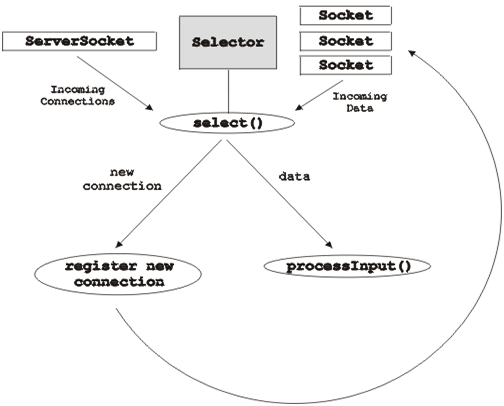 Socket
ServerSocket
Selector
Socket
Socket
Incoming
Connections
Incoming
Data
select()
new
connection
data
register new
connection
processInput()